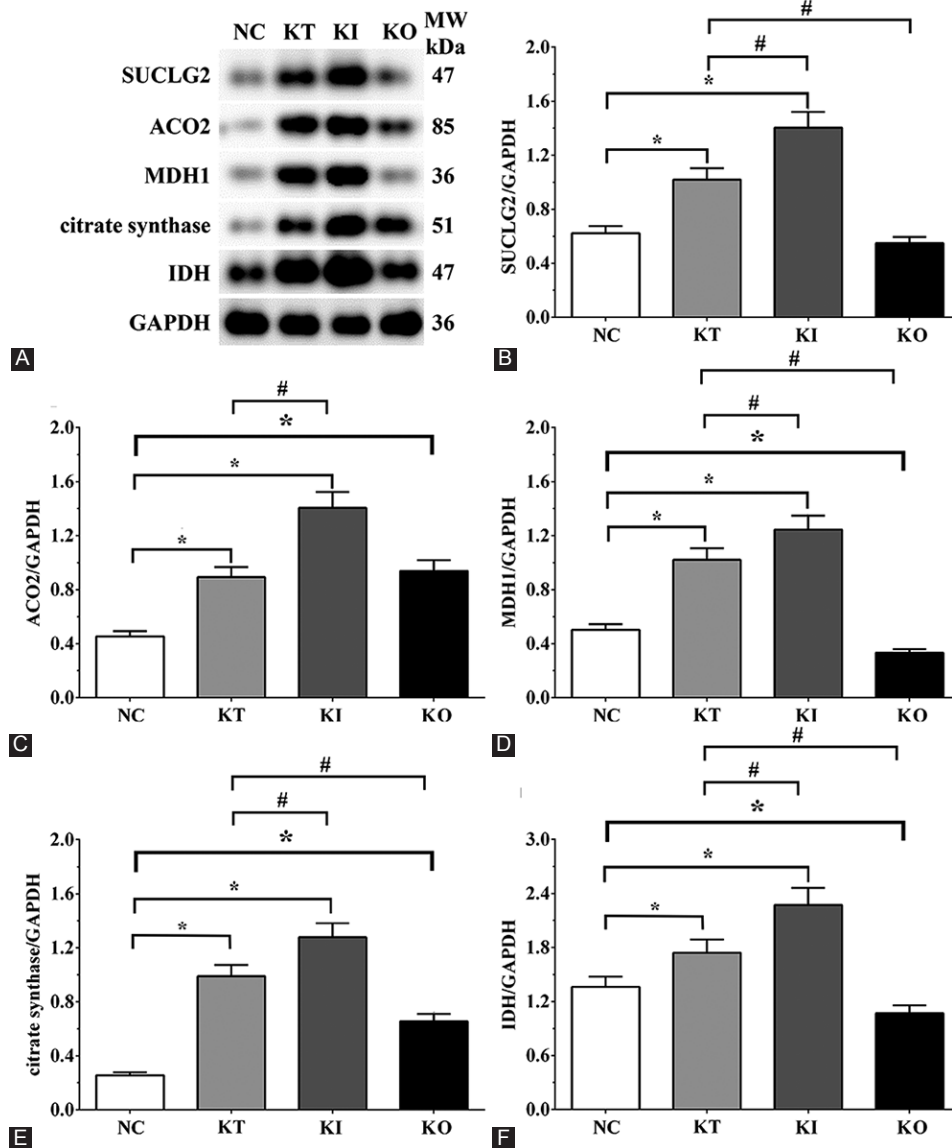 NC KT KI KO MW
kDa
SUCLG2 47
ACO2 85
MDH1 36
citrate synthase 51
IDH 47
GAPDH 36
A
#
#
*
*
2.0
1.6
1.2
0.8
0.4
0.0
SUCLG2/GAPDH
NC KT KI KO
B
#
*
*
*
2.0
1.6
1.2
0.8
0.4
0.0
ACO2/GAPDH
NC KT KI KO
C
#
#
*
*
*
2.0
1.6
1.2
0.8
0.4
0.0
MDH1/GAPDH
NC KT KI KO
D
#
#
*
*
*
2.0
1.6
1.2
0.8
0.4
0.0
citrate synthase/GAPDH
NC KT KI KO
E
#
#
*
*
*
3.0
2.4
1.8
1.2
0.6
0.0
IDH/GAPDH
NC KT KI KO
F